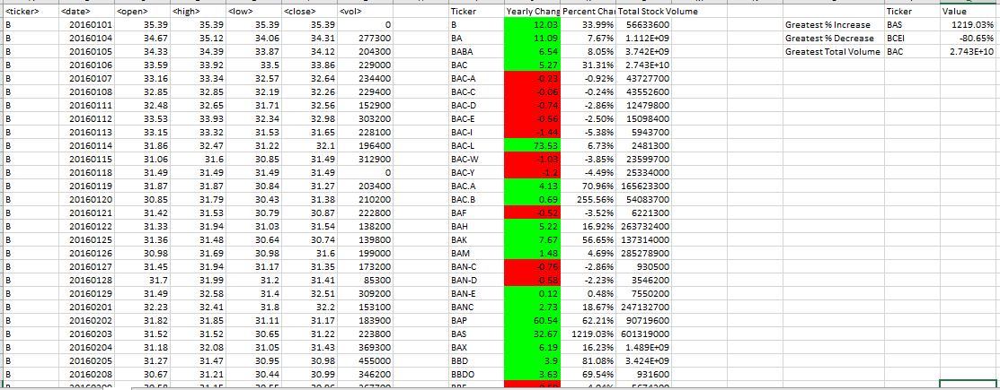 <ticker> <date> <open> <high> <low> <close> <vol> Ticker Yearly Chang Percent Chan Total Stock Volume Ticker Value
B 20160101 35.39 35.39 35.39 35.39 0 B 12.03 33.99% 56633600 Greatest % Increase BAS 1219.03%
B 20160104 34.67 35.12 34.06 34.31 277300 BA 11.09 7.67% 1.112E+09 Greatest % Decrease BCEI -80.65%
B 20160105 34.33 34.39 33.87 34.12 204300 BABA 6.54 8.05% 3.742E+09 Greatest Total Volume BAC 2.743E+10
B 20160106 33.59 33.92 33.5 33.86 229000 BAC 5.27 31.31% 2.743E+10
B 20160107 33.16 33.34 32.57 32.64 234400 BAC-A -0.23 -0.92% 43727700
B 20160108 32.85 32.85 32.19 32.26 229400 BAC-C -0.06 -0.24% 43552600
B 20160111 32.48 32.65 31.71 32.56 152900 BAC-D -0.74 -2.86% 12479800
B 20160112 33.53 33.93 32.34 32.98 303200 BAC-E -0.56 -2.50% 15098400
B 20160113 33.15 33.32 31.53 31.65 228100 BAC-I -1.44 -5.38% 5943700
B 20160114 31.86 32.47 31.22 32.1 196400 BAC-L 73.53 6.73% 2481300
B 20160115 31.06 31.6 30.85 31.49 312900 BAC-W -1.03 -3.85% 23599700
B 20160118 31.49 31.49 31.49 31.49 0 BAC-Y -1.2 -4.49% 25334000
B 20160119 31.87 31.87 30.84 31.27 203400 BAC.A 4.13 70.96% 165623300
B 20160120 30.85 31.79 30.43 31.38 210200 BAC.B 0.69 255.56% 54083700
B 20160121 31.42 31.53 30.79 30.87 222800 BAF -0.52 -3.52% 6221300
B 20160122 31.33 31.94 31.03 31.54 138200 BAH 5.22 16.92% 263732400
B 20160125 31.36 31.48 30.64 30.74 139800 BAK 7.67 56.65% 137314000
B 20160126 30.98 31.69 30.98 31.6 199000 BAM 1.48 4.69% 285278900
B 20160127 31.45 31.94 31.17 31.35 173200 BAN-C -0.76 -2.86% 930500
B 20160128 31.7 31.99 31.2 31.41 85300 BAN-D -0.58 -2.23% 3546200
B 20160129 31.49 32.58 31.4 32.51 309200 BAN-E 0.12 0.48% 7550200
B 20160201 32.23 32.41 31.8 32.2 153100 BANC 2.73 18.67% 247132700
B 20160202 31.82 31.85 31.11 31.17 183900 BAP 60.54 62.21% 90719600
B 20160203 31.52 31.52 30.65 31.22 223800 BAS 32.67 1219.03% 601319000
B 20160204 31.18 32.08 31.05 31.43 369300 BAX 6.19 16.23% 1.489E+09
B 20160205 31.27 31.47 30.95 30.98 455000 BBD 3.9 81.08% 3.424E+09
B 20160208 30.67 31.21 30.44 30.99 346200 BBDO 3.63 69.54% 931600